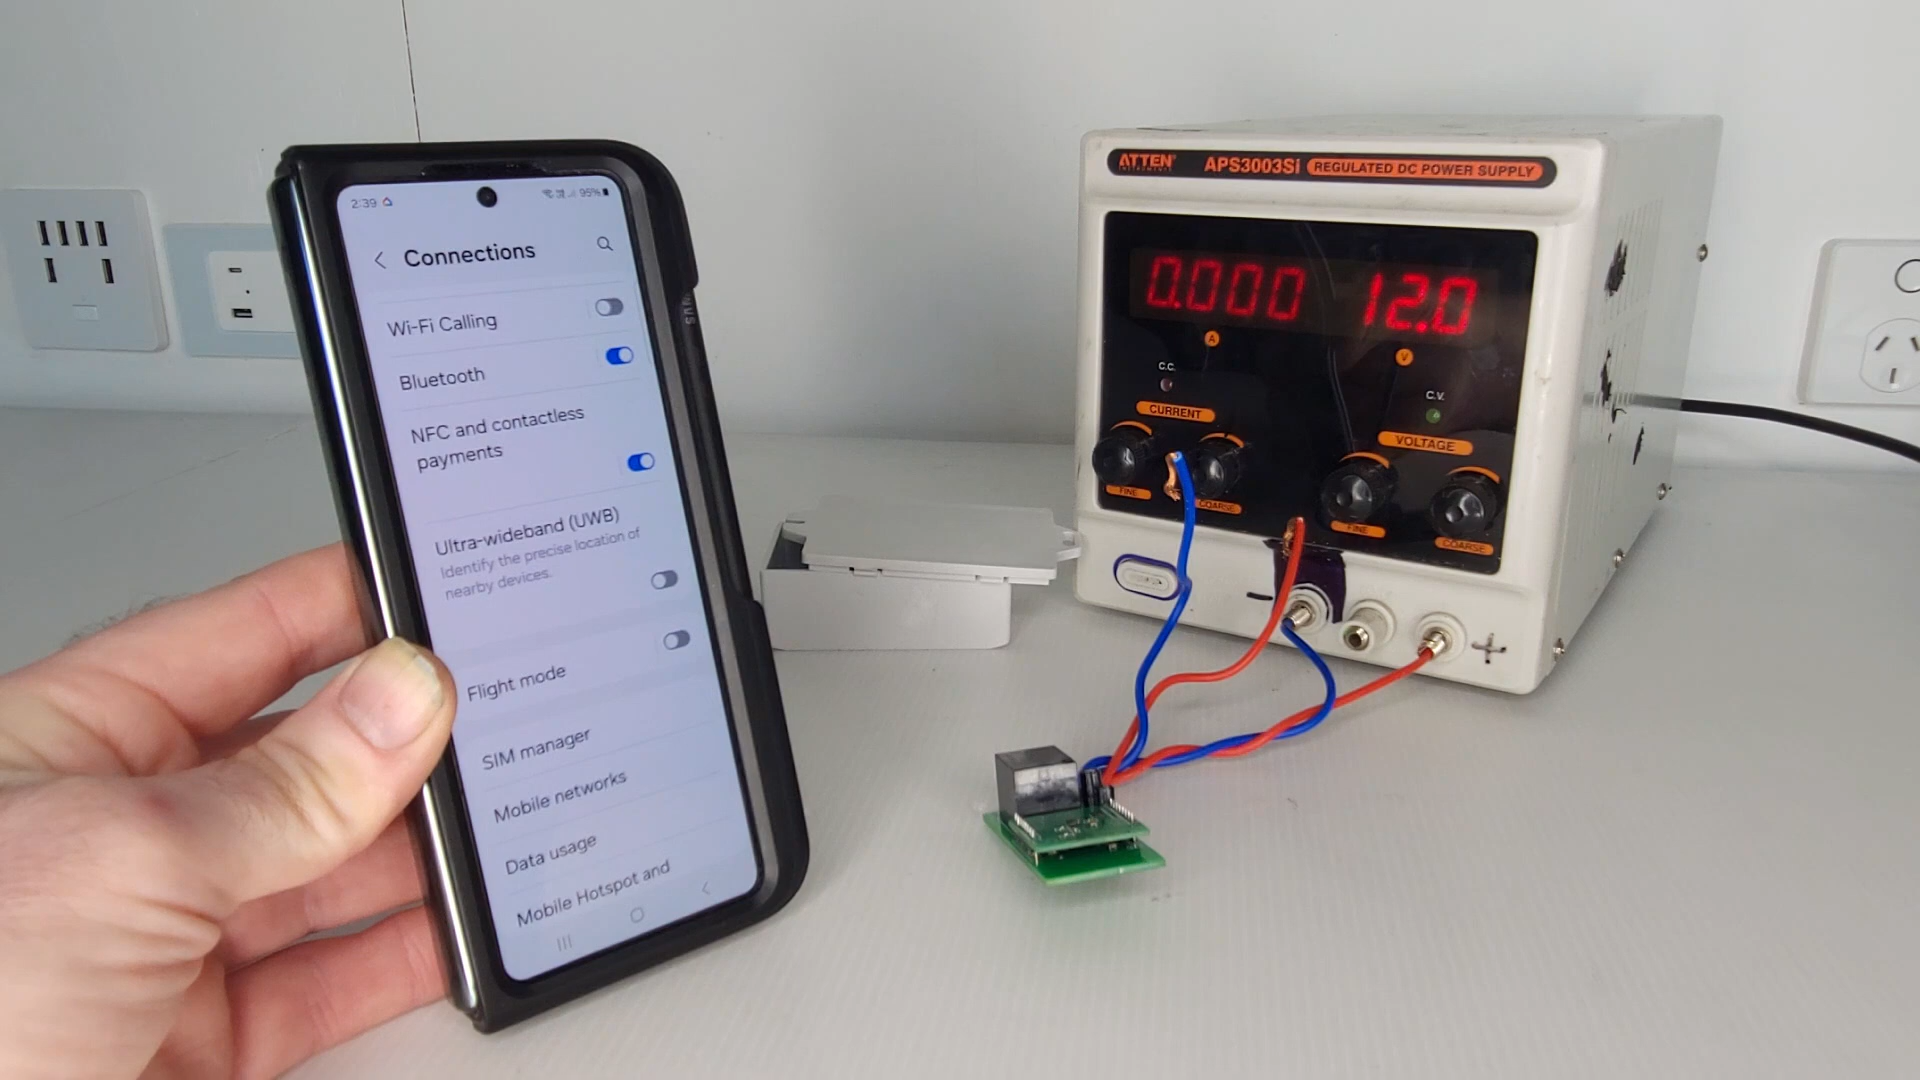 2:39
95%
Connections
Wi-Fi Calling
Bluetooth
NFC and contactless
payments
Ultra-wideband (UWB)
Identify the precise location of
nearby devices.
Flight mode
SIM manager
Mobile networks
Data usage
Mobile Hotspot and
ATTEN
APS3003Si REGULATED DC POWER SUPPLY
0.000 12.0
A
V
C.C.
C.V.
CURRENT
VOLTAGE
FINE
COARSE
FINE
COARSE
- +